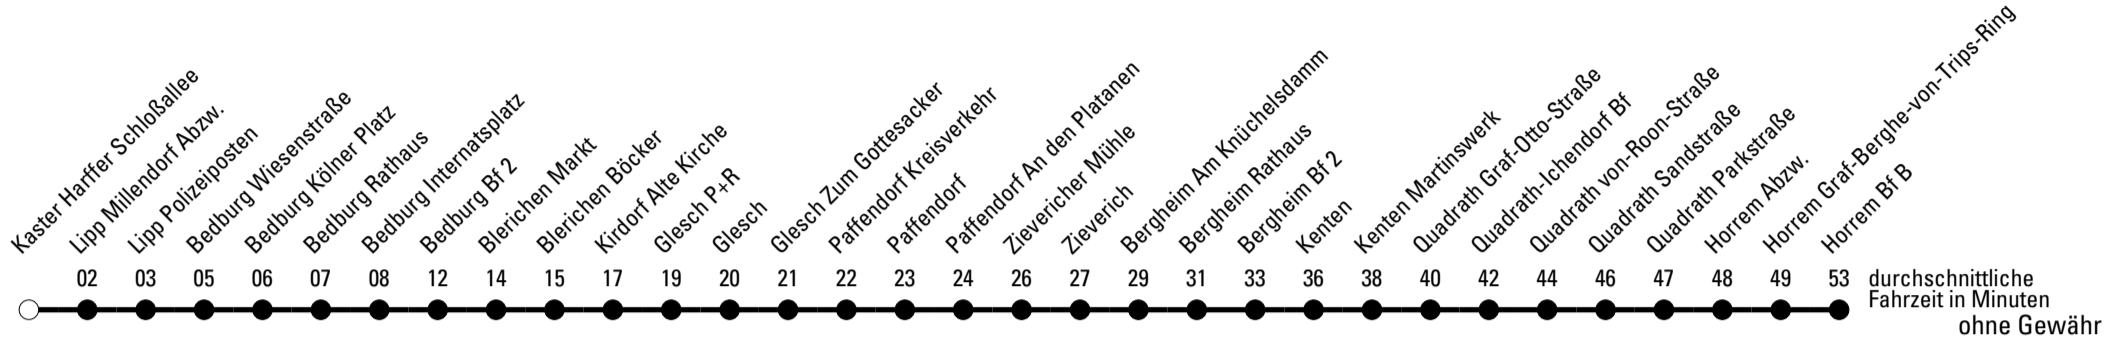 Kaster Harffer Schloßallee
Lipp Millendorf Abzw.
Lipp Polizeiposten
Bedburg Wiesenstraße
Bedburg Kölner Platz
Bedburg Rathaus
Bedburg Internatsplatz
Bedburg Bf 2
Blerichen Markt
Blerichen Böcker
Kirdorf Alte Kirche
Glesch P+R
Glesch
Glesch Zum Gottesacker
Paffendorf Kreisverkehr
Paffendorf
Paffendorf An den Platanen
Zievericher Mühle
Zieverich
Bergheim Am Knüchelsdamm
Bergheim Rathaus
Bergheim Bf 2
Kenten
Kenten Martinswerk
Quadrath Graf-Otto-Straße
Quadrath-Ichendorf Bf
Quadrath von-Roon-Straße
Quadrath Sandstraße
Quadrath Parkstraße
Horrem Abzw.
Horrem Graf-Berghe-von-Trips-Ring
Horrem Bf B
02 03 05 06 07 08 12 14 15 17 19 20 21 22 23 24 26 27 29 31 33 36 38 40 42 44 46 47 48 49 53 durchschnittliche
Fahrzeit in Minuten
ohne Gewähr